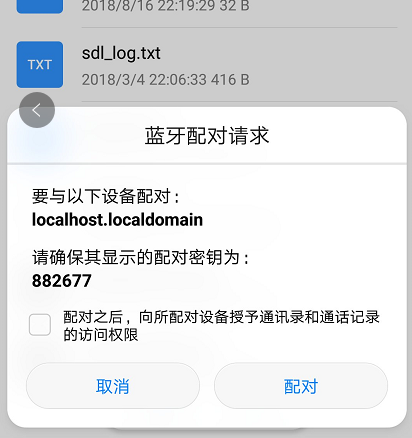 2018/8/16 22:19:29 32 B
sdl_log.txt
TXT
2018/3/4 22:06:33 416 B
蓝牙配对请求
要与以下设备配对：
localhost.localdomain
请确保其显示的配对密钥为：
882677
配对之后，向所配对设备授予通讯录和通话记录
的访问权限
取消
配对